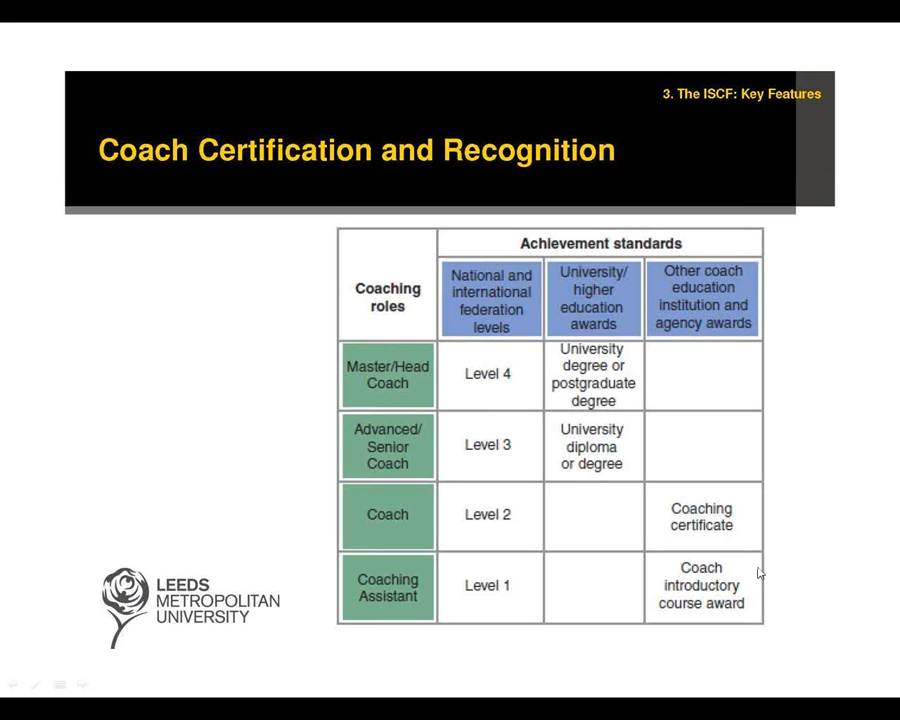 3. The ISCF: Key Features
Coach Certification and Recognition
Achievement standards
Coaching
roles
National and
international
federation
levels
University/
higher
education
awards
Other coach
education
institution and
agency awards
Master/Head
Coach
Level 4
University
degree or
postgraduate
degree
Advanced/
Senior
Coach
Level 3
University
diploma
or degree
Coach
Level 2
Coaching
certificate
Coaching
Assistant
Level 1
Coach
introductory
course award
LEEDS
METROPOLITAN
UNIVERSITY